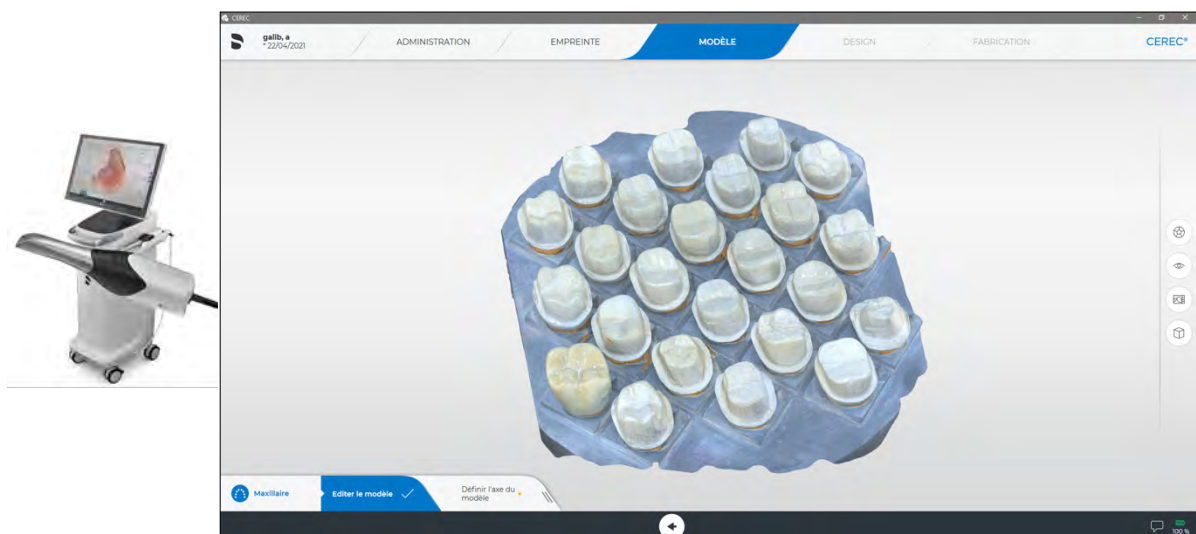 CEREC
galib, a
* 22/04/2021
ADMINISTRATION
EMPREINTE
MODÈLE
DESIGN
FABRICATION
CEREC®
Maxillaire
Editer le modèle
Définir l'axe du
modèle
100 %